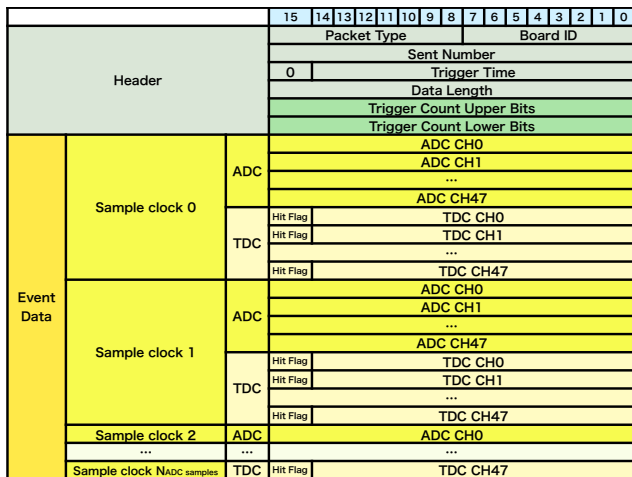 15 14 13 12 11 10 9 8 7 6 5 4 3 2 1 0
Header
Packet Type Board ID
Sent Number
0 Trigger Time
Data Length
Trigger Count Upper Bits
Trigger Count Lower Bits
Event Data
Sample clock 0
ADC
ADC CH0
ADC CH1
...
ADC CH47
TDC
Hit Flag TDC CH0
Hit Flag TDC CH1
...
Hit Flag TDC CH47
Sample clock 1
ADC
ADC CH0
ADC CH1
...
ADC CH47
TDC
Hit Flag TDC CH0
Hit Flag TDC CH1
...
Hit Flag TDC CH47
Sample clock 2 ADC ADC CH0
... ... ...
Sample clock NADC samples TDC Hit Flag TDC CH47